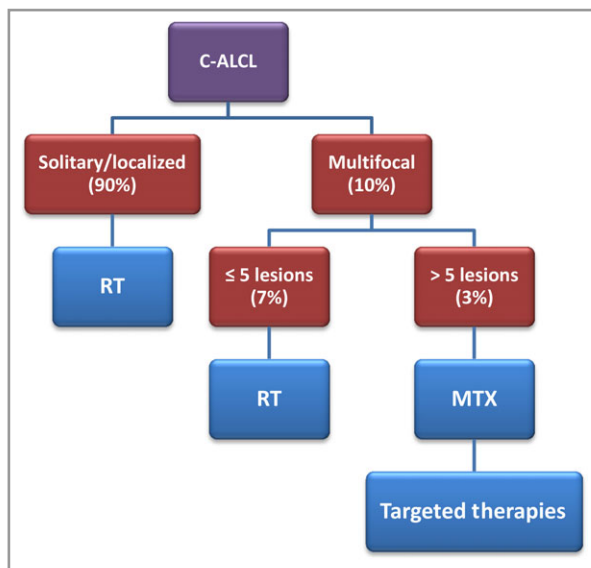 C-ALCL
Solitary/localized
(90%)
Multifocal
(10%)
RT
≤ 5 lesions
(7%)
> 5 lesions
(3%)
RT
MTX
Targeted therapies